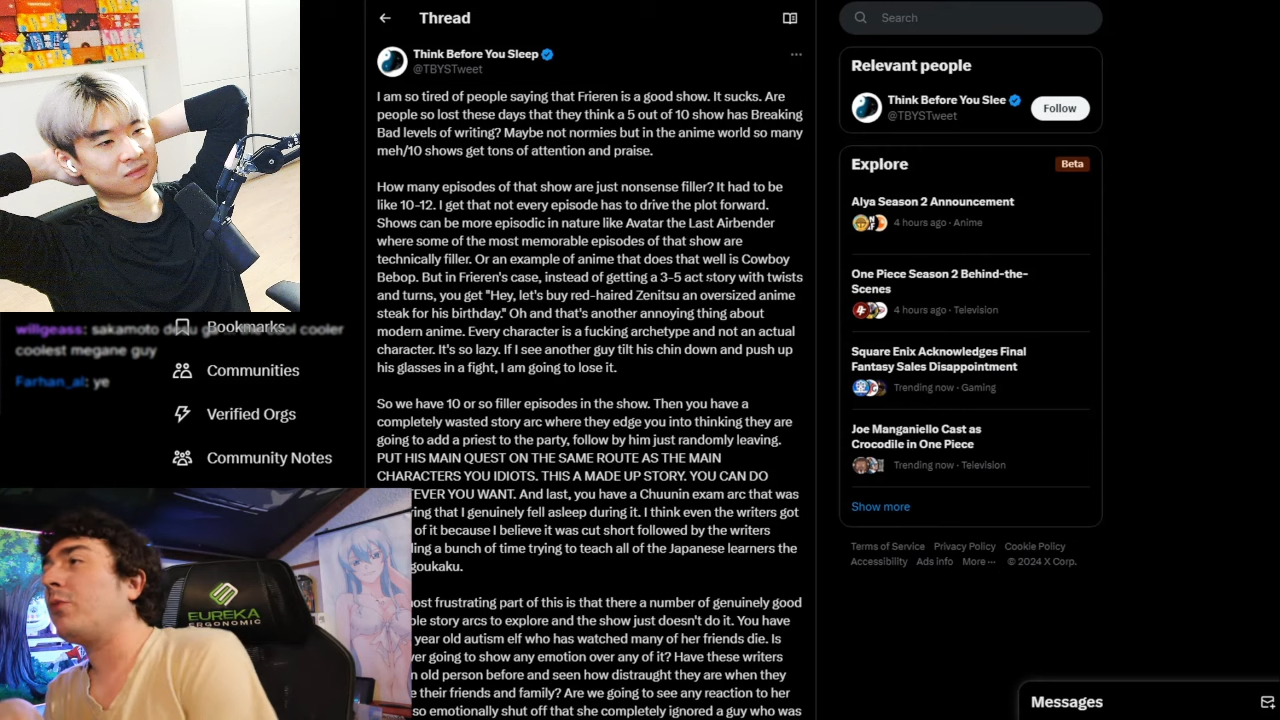 Thread
Think Before You Sleep
@TBYSTweet
I am so tired of people saying that Frieren is a good show. It sucks. Are
people so lost these days that they think a 5 out of 10 show has Breaking
Bad levels of writing? Maybe not normies but in the anime world so many
meh/10 shows get tons of attention and praise.
How many episodes of that show are just nonsense filler? It had to be
like 10-12. I get that not every episode has to drive the plot forward.
Shows can be more episodic in nature like Avatar the Last Airbender
where some of the most memorable episodes of that show are
technically filler. Or an example of anime that does that well is Cowboy
Bebop. But in Frieren's case, instead of getting a 3-5 act story with twists
and turns, you get "Hey, let's buy red-haired Zenitsu an oversized anime
steak for his birthday." Oh and that's another annoying thing about
modern anime. Every character is a fucking archetype and not an actual
character. It's so lazy. If I see another guy tilt his chin down and push up
his glasses in a fight, I am going to lose it.
So we have 10 or so filler episodes in the show. Then you have a
completely wasted story arc where they edge you into thinking they are
going to add a priest to the party, follow by him just randomly leaving.
PUT HIS MAIN QUEST ON THE SAME ROUTE AS THE MAIN
CHARACTERS YOU IDIOTS. THIS A MADE UP STORY. YOU CAN DO
EVER YOU WANT. And last, you have a Chuunin exam arc that was
ing that I genuinely fell asleep during it. I think even the writers got
of it because I believe it was cut short followed by the writers
ling a bunch of time trying to teach all of the Japanese learners the
goukaku.
ost frustrating part of this is that there a number of genuinely good
le story arcs to explore and the show just doesn't do it. You have
year old autism elf who has watched many of her friends die. Is
er going to show any emotion over any of it? Have these writers
n old person before and seen how distraught they are when they
e their friends and family? Are we going to see any reaction to her
so emotionally shut off that she completely ignored a guy who was
willgeass: sakamoto
cool cooler
coolest megane guy
Farhan_al: ye
Bookmarks
Communities
Verified Orgs
Community Notes
EUREKA
ERGONOMIC
Search
Relevant people
Think Before You Slee
@TBYSTweet
Follow
Explore
Beta
Alya Season 2 Announcement
4 hours ago · Anime
One Piece Season 2 Behind-the-
Scenes
4 hours ago · Television
Square Enix Acknowledges Final
Fantasy Sales Disappointment
Trending now · Gaming
Joe Manganiello Cast as
Crocodile in One Piece
Trending now · Television
Show more
Terms of Service Privacy Policy Cookie Policy
Accessibility Ads info More ··· © 2024 X Corp.
Messages